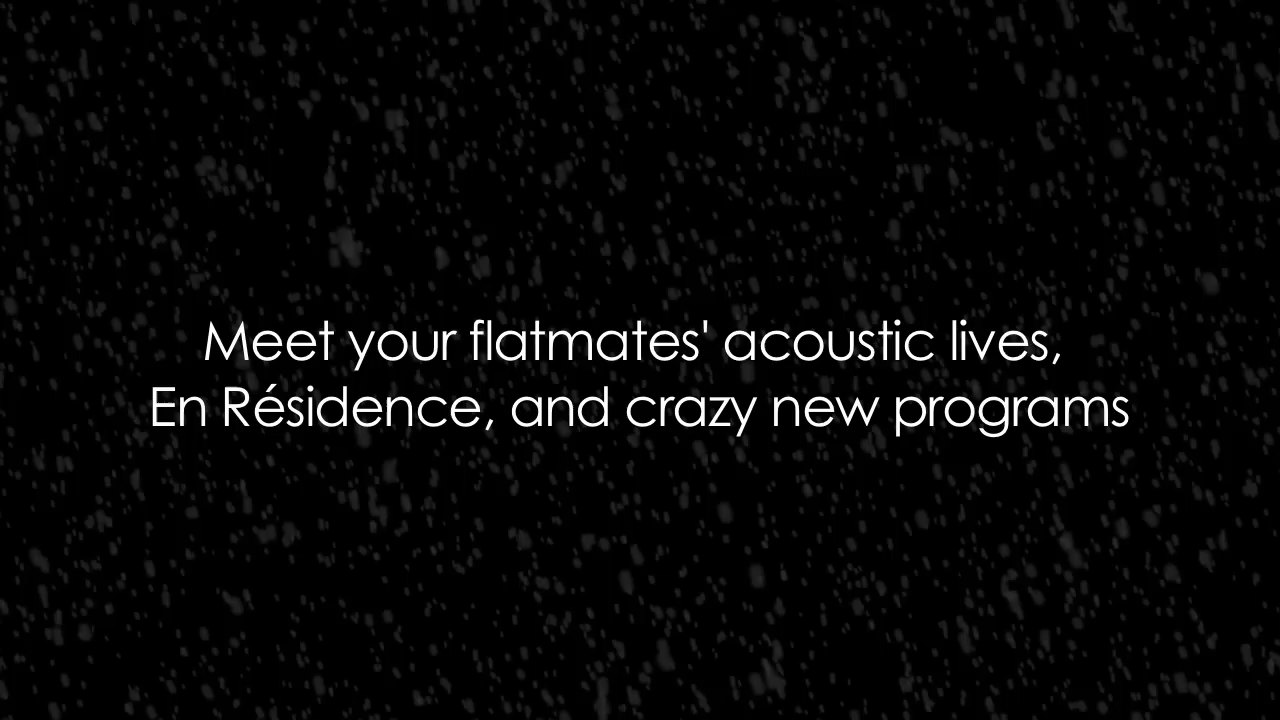 Meet your flatmates' acoustic lives,
En Résidence, and crazy new programs